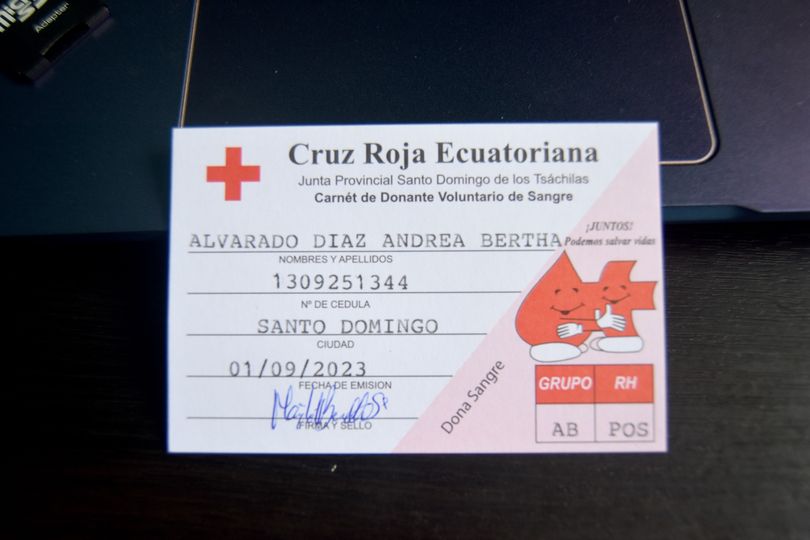 Adapter
Cruz Roja Ecuatoriana
Junta Provincial Santo Domingo de los Tsáchilas
Carnét de Donante Voluntario de Sangre
ALVARADO DIAZ ANDREA BERTHA
NOMBRES Y APELLIDOS
1309251344
Nº DE CEDULA
SANTO DOMINGO
CIUDAD
01/09/2023
FECHA DE EMISION
FIRMA Y SELLO
¡JUNTOS!
Podemos salvar vidas
Dona Sangre
GRUPO RH
AB POS